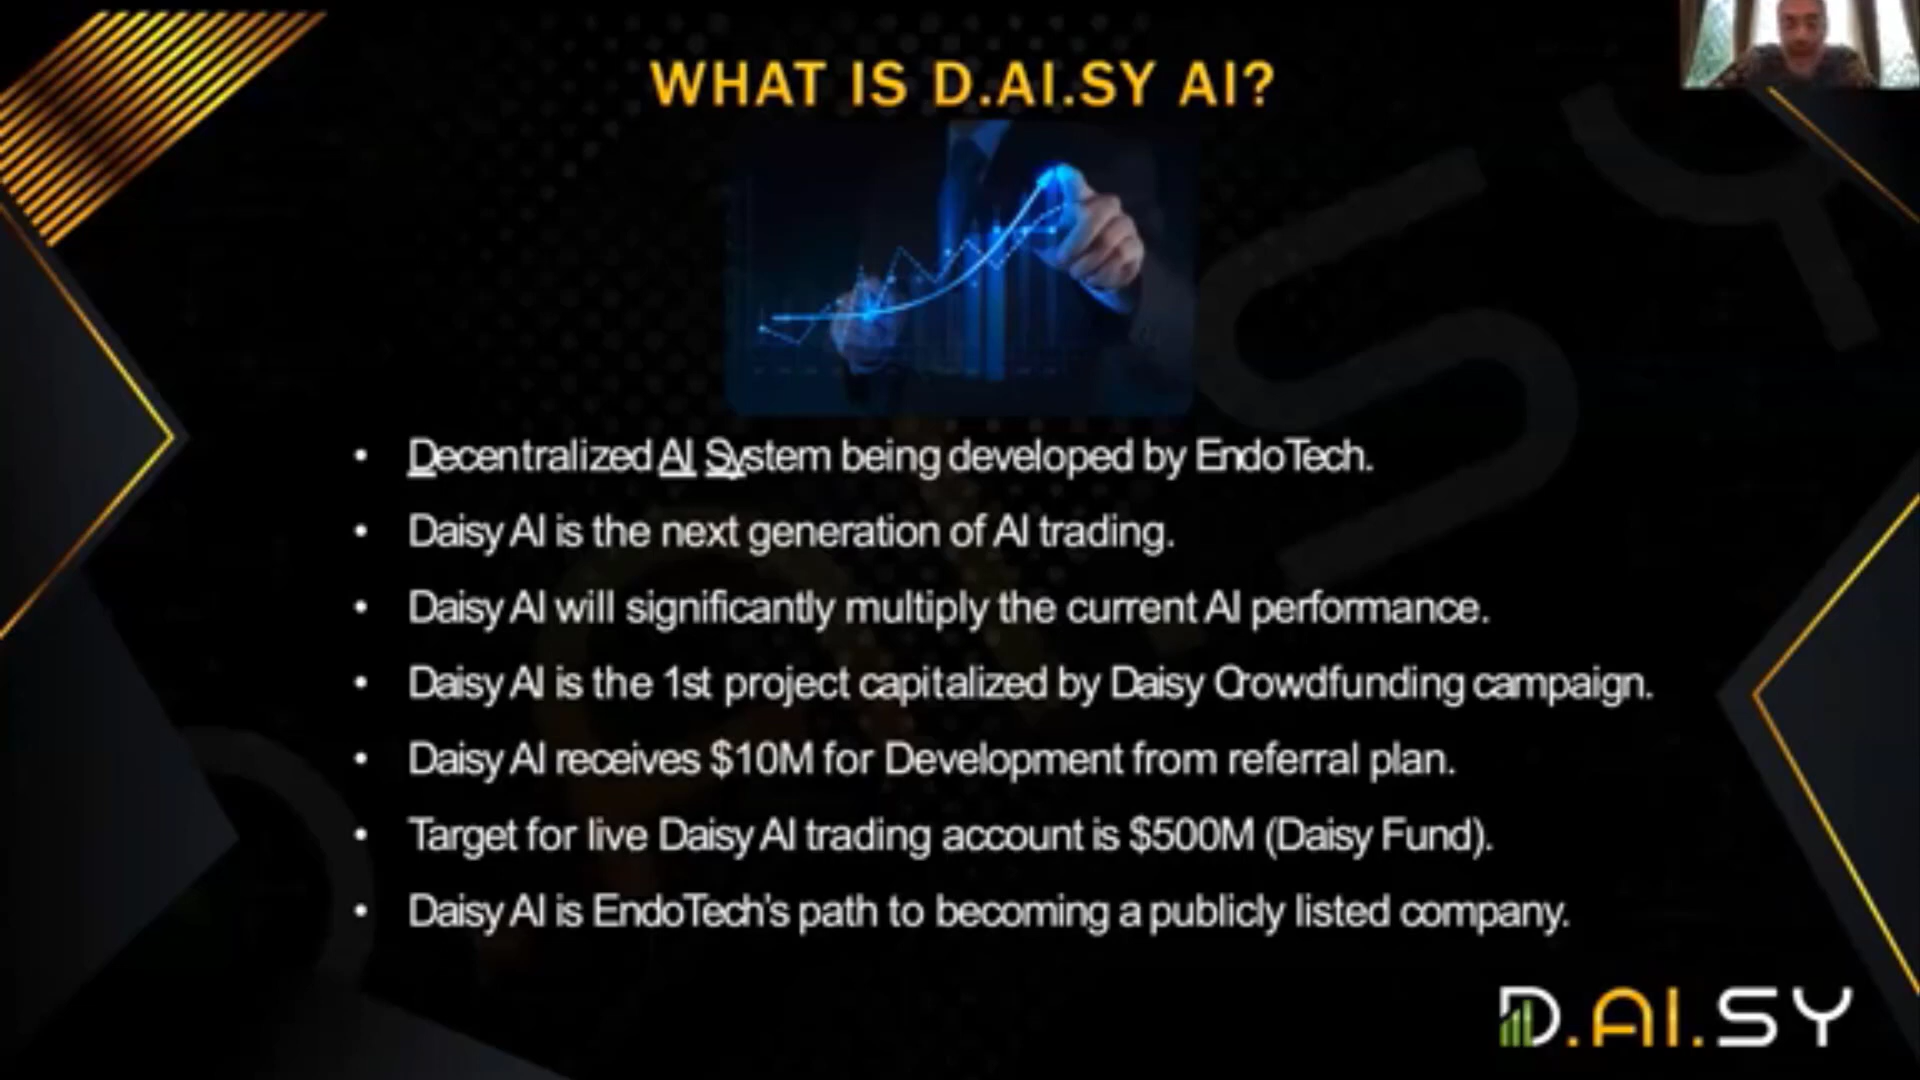 WHAT IS D.AI.SY AI?
• Decentralized AI System being developed by EndoTech.
• Daisy AI is the next generation of AI trading.
• Daisy AI will significantly multiply the current AI performance.
• Daisy AI is the 1st project capitalized by Daisy Crowdfunding campaign.
• Daisy AI receives $10M for Development from referral plan.
• Target for live Daisy AI trading account is $500M (Daisy Fund).
• Daisy AI is EndoTech's path to becoming a publicly listed company.
D.AI.SY